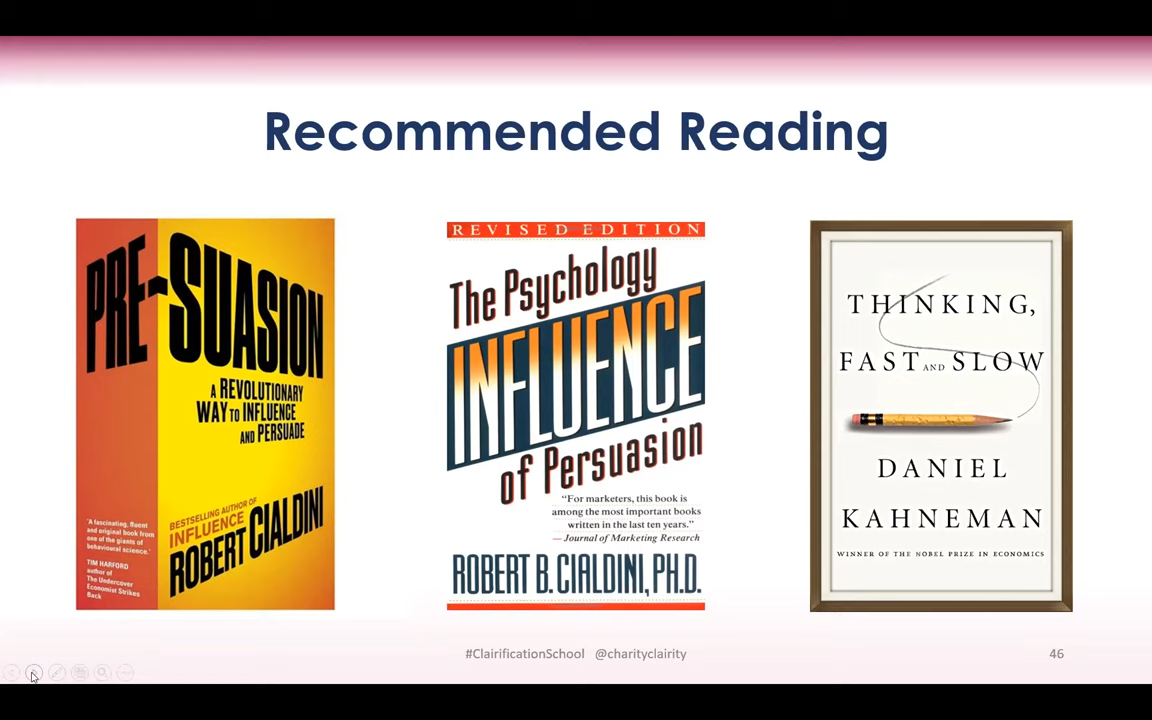 Recommended Reading
PRE-SUASION
A REVOLUTIONARY
WAY TO INFLUENCE
AND PERSUADE
'A fascinating, fluent
and original book from
one of the giants of
behavioural science.'
TIM HARFORD
author of
The Undercover
Economist Strikes
Back
BESTSELLING AUTHOR OF
INFLUENCE
ROBERT CIALDINI
REVISED EDITION
The Psychology
INFLUENCE
of Persuasion
"For marketers, this book is
among the most important books
written in the last ten years."
— Journal of Marketing Research
ROBERT B. CIALDINI, PH.D.
THINKING,
FAST AND SLOW
DANIEL
KAHNEMAN
WINNER OF THE NOBEL PRIZE IN ECONOMICS
#ClairificationSchool @charityclairity
46